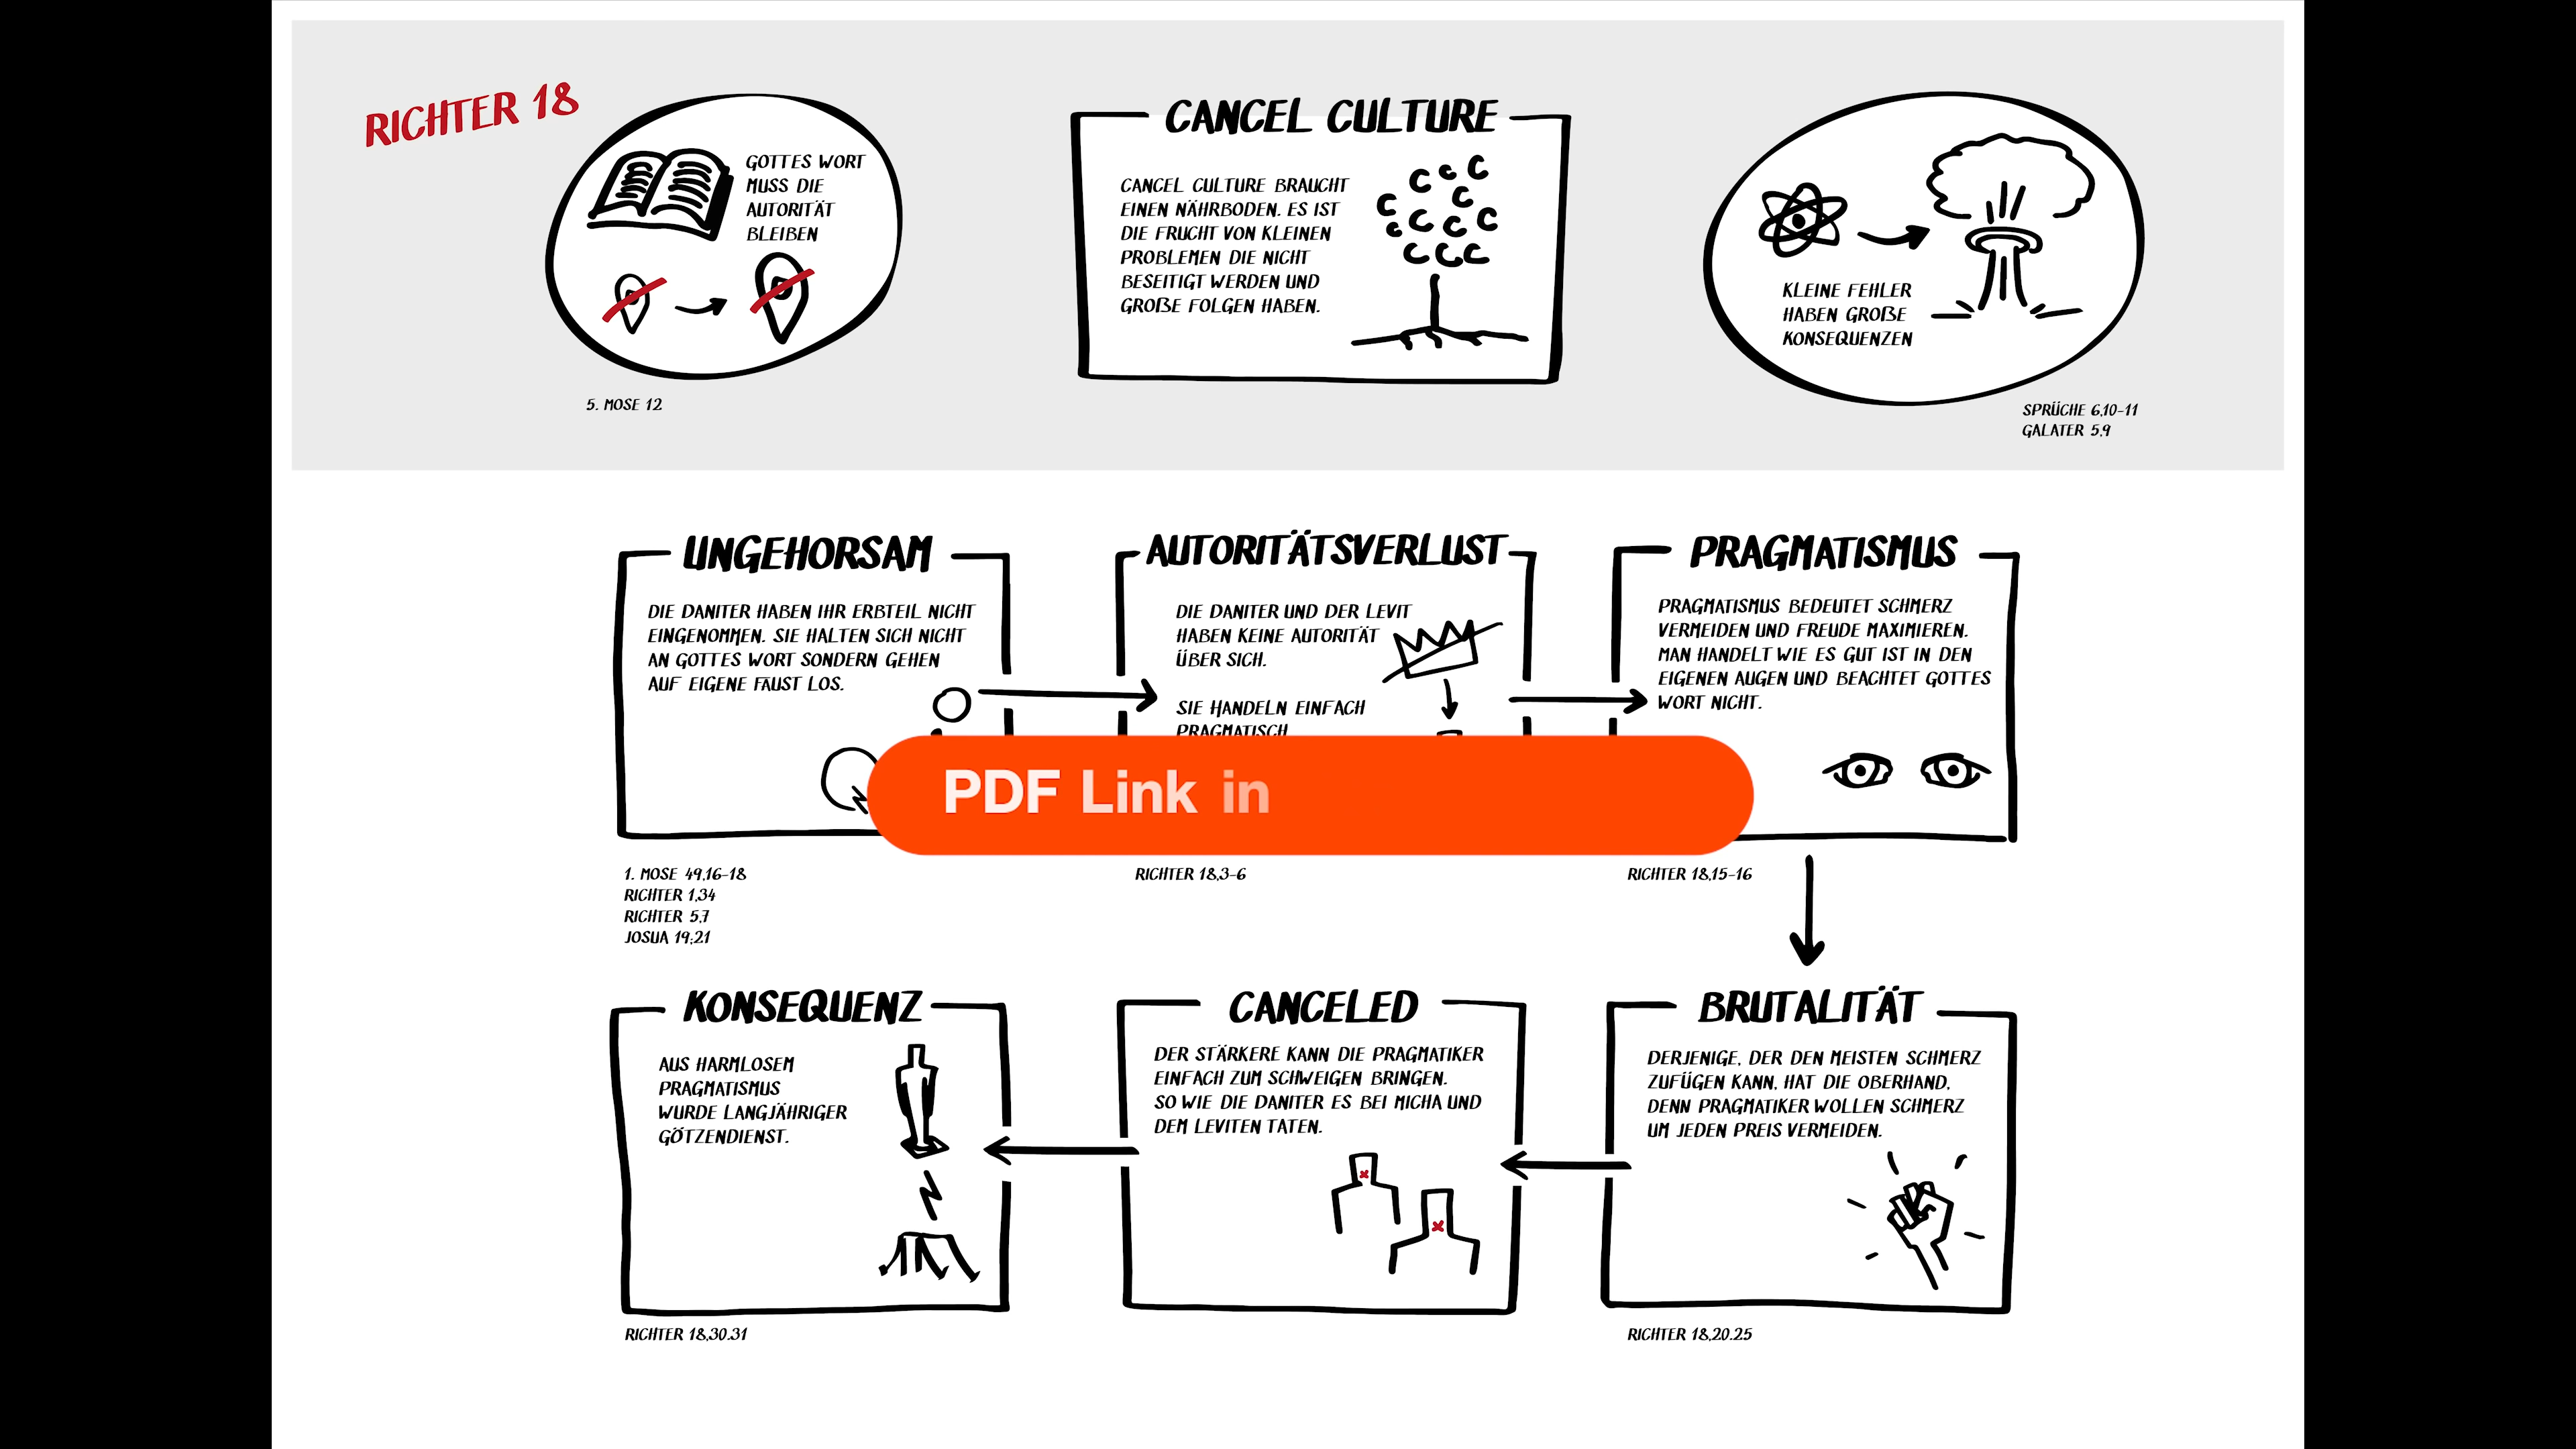 RICHTER 18
GOTTES WORT
MUSS DIE
AUTORITÄT
BLEIBEN
5. MOSE 12
CANCEL CULTURE
CANCEL CULTURE BRAUCHT
EINEN NÄHRBODEN. ES IST
DIE FRUCHT VON KLEINEN
PROBLEMEN DIE NICHT
BESEITIGT WERDEN UND
GROßE FOLGEN HABEN.
KLEINE FEHLER
HABEN GROßE
KONSEQUENZEN
SPRÜCHE 6,10-11
GALATER 5,9
UNGEHORSAM
DIE DANITER HABEN IHR ERBTEIL NICHT
EINGENOMMEN. SIE HALTEN SICH NICHT
AN GOTTES WORT SONDERN GEHEN
AUF EIGENE FAUST LOS.
1. MOSE 49,16-18
RICHTER 1,34
RICHTER 5,7
JOSUA 19;21
AUTORITÄTSVERLUST
DIE DANITER UND DER LEVIT
HABEN KEINE AUTORITÄT
ÜBER SICH.
SIE HANDELN EINFACH
PRAGMATISCH
RICHTER 18,3-6
PRAGMATISMUS
PRAGMATISMUS BEDEUTET SCHMERZ
VERMEIDEN UND FREUDE MAXIMIEREN.
MAN HANDELT WIE ES GUT IST IN DEN
EIGENEN AUGEN UND BEACHTET GOTTES
WORT NICHT.
RICHTER 18,15-16
PDF Link in
KONSEQUENZ
AUS HARMLOSEM
PRAGMATISMUS
WURDE LANGJÄHRIGER
GÖTZENDIENST.
RICHTER 18,30.31
CANCELED
DER STÄRKERE KANN DIE PRAGMATIKER
EINFACH ZUM SCHWEIGEN BRINGEN.
SO WIE DIE DANITER ES BEI MICHA UND
DEM LEVITEN TATEN.
BRUTALITÄT
DERJENIGE, DER DEN MEISTEN SCHMERZ
ZUFÜGEN KANN, HAT DIE OBERHAND,
DENN PRAGMATIKER WOLLEN SCHMERZ
UM JEDEN PREIS VERMEIDEN.
RICHTER 18,20.25